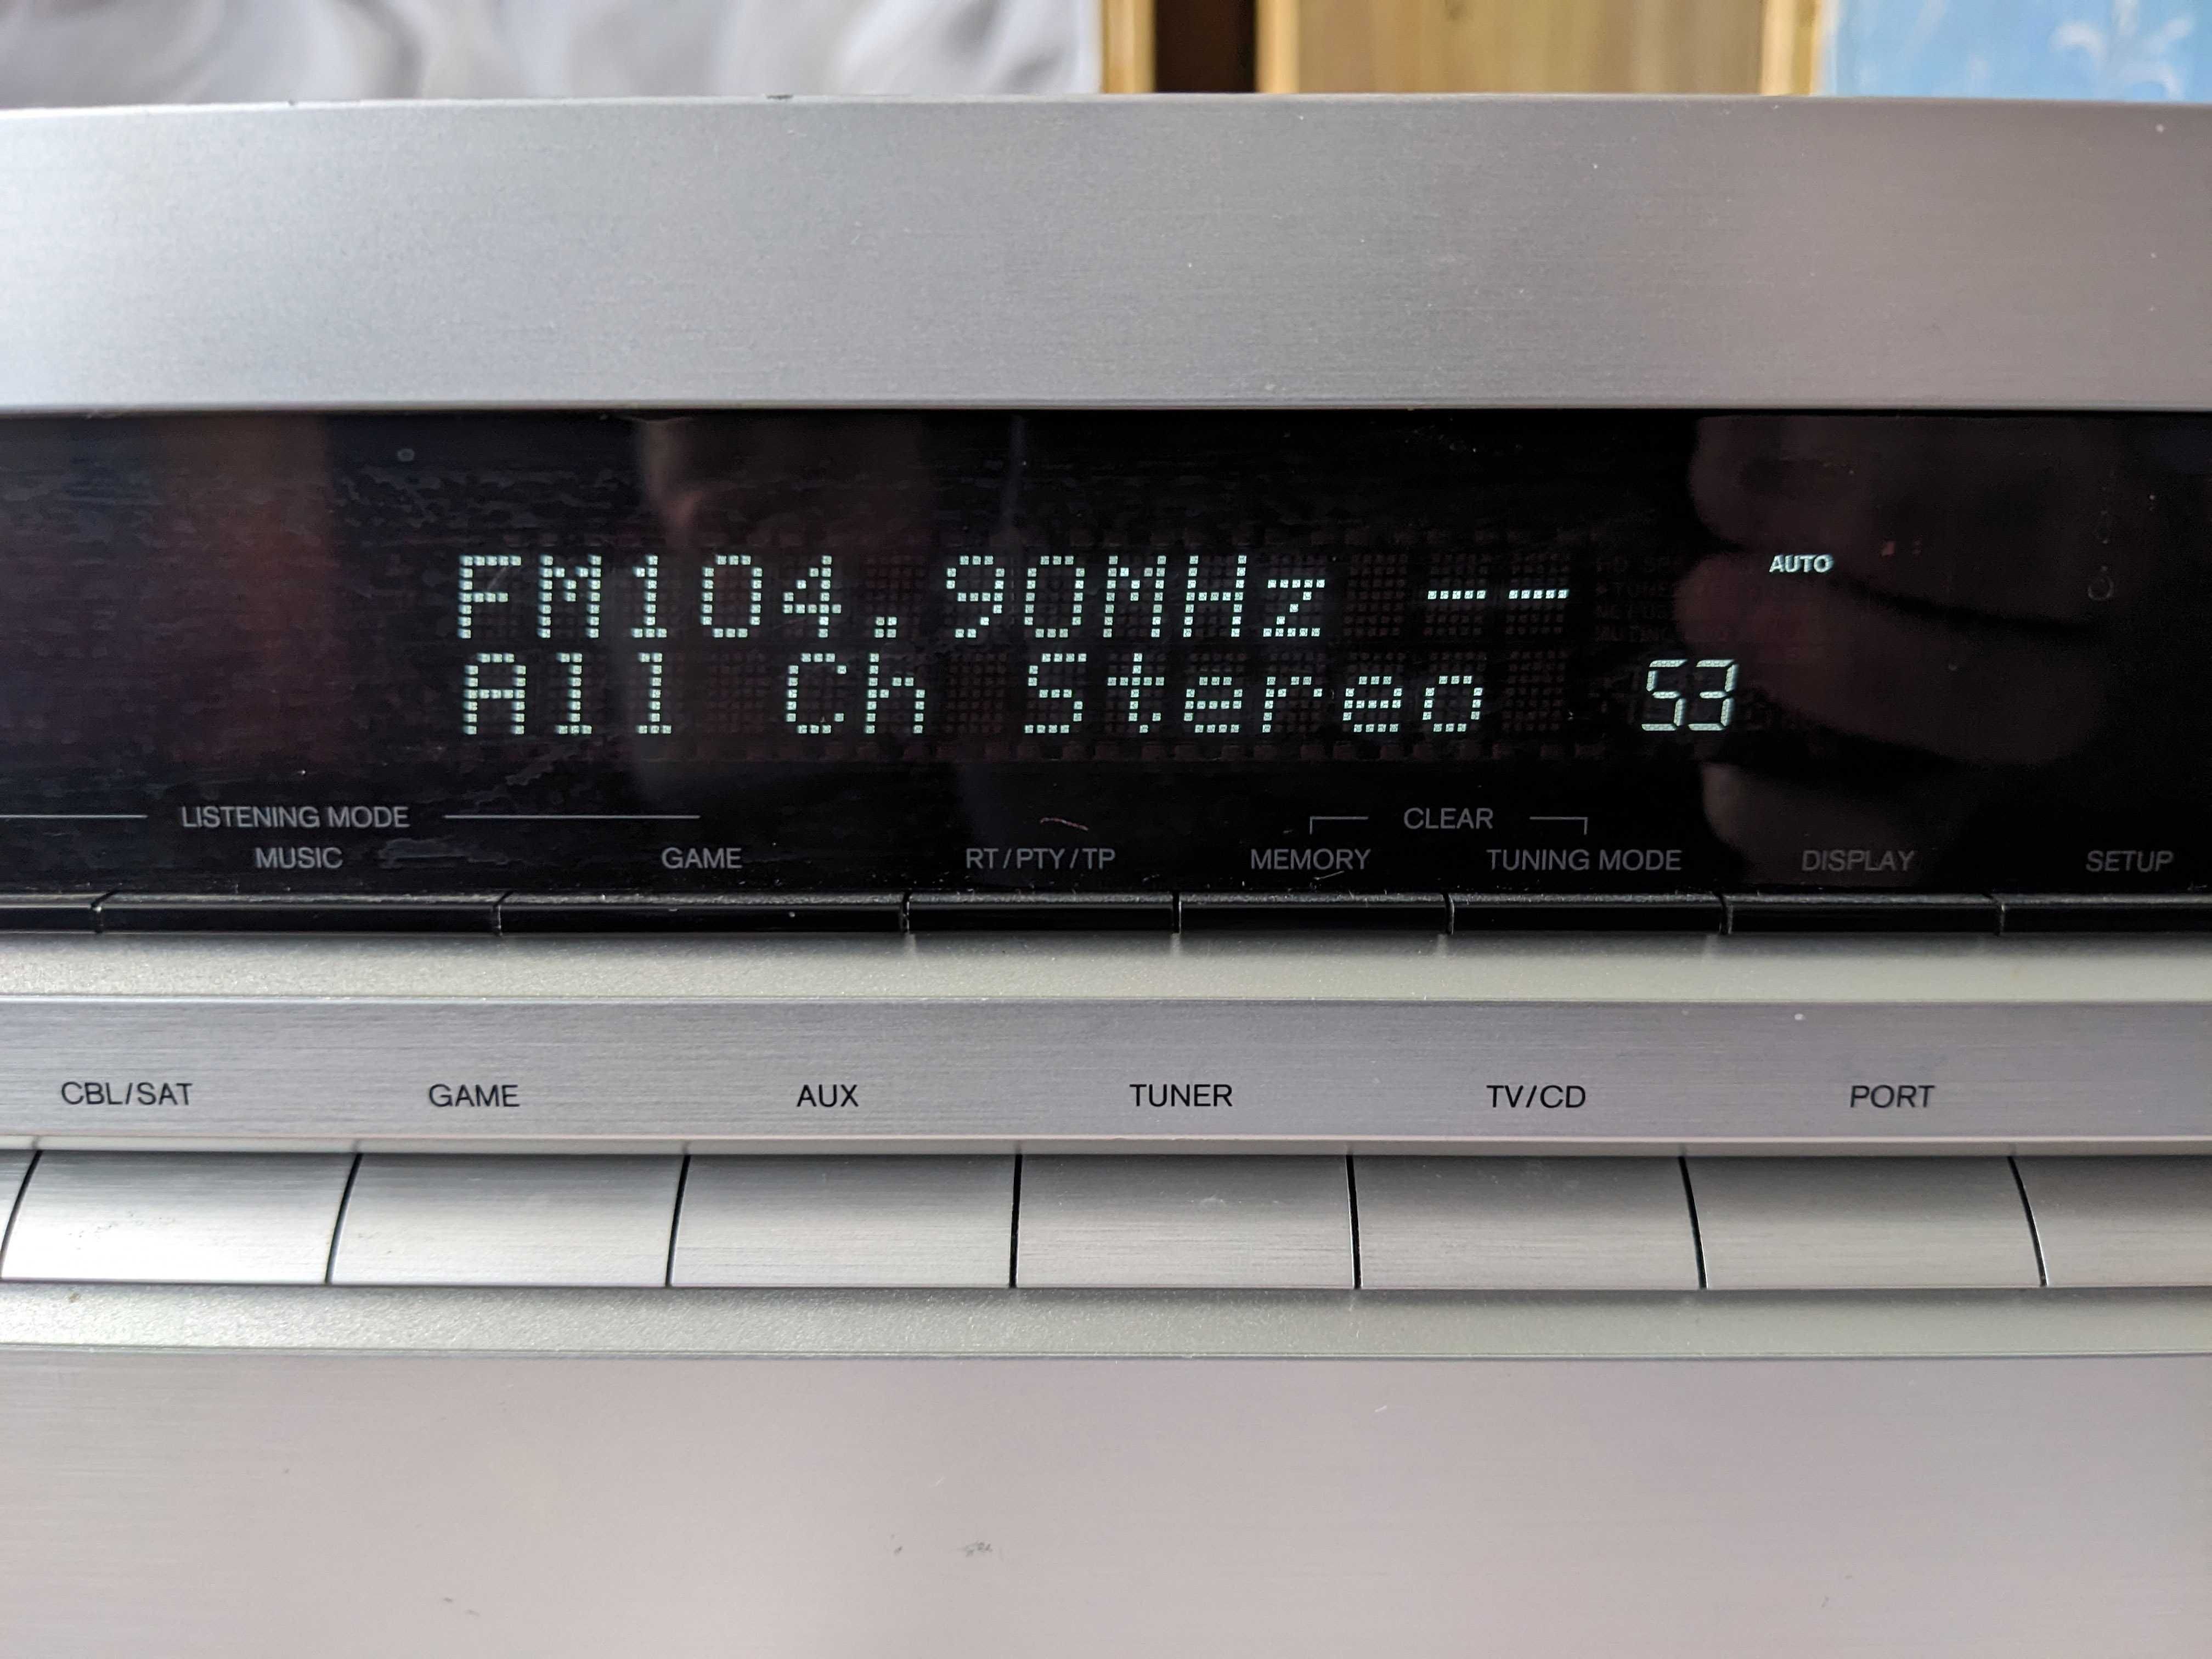 FM104.90MHz --
AUTO
All Ch Stereo 53
LISTENING MODE
CLEAR
MUSIC GAME RT/PTY/TP MEMORY TUNING MODE DISPLAY SETUP
CBL/SAT GAME AUX TUNER TV/CD PORT